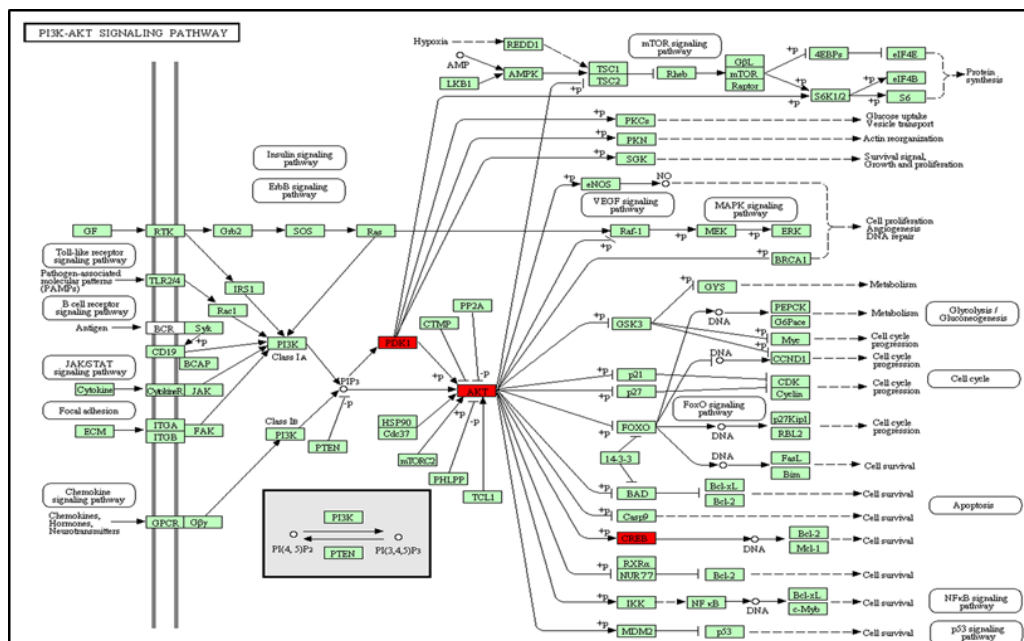 PI3K-AKT SIGNALING PATHWAY
Hypoxia
REDD1
mTOR signaling
pathway
AMP
LKB1
AMPK
TSC1
TSC2
Rheb
GβL
mTOR
Raptor
+p
4EBPs
eIF4E
eIF4B
S6K1/2
S6
Protein
synthesis
+p
+p
+p
+p
+p
PKCs
Glucose uptake
Vesicle transport
PKN
Actin reorganization
SGK
Survival signal,
Growth and proliferation
+p
+p
+p
Insulin signaling
pathway
ErbB signaling
pathway
+p
eNOS
NO
VEGF signaling
pathway
MAPK signaling
pathway
GF
RTK
Grb2
SOS
Ras
Raf-1
+p
MEK
+p
ERK
Cell proliferation
Angiogenesis
DNA repair
+p
BRCA1
Toll-like receptor
signaling pathway
Pathogen-associated
molecular patterns
(PAMPs)
TLR2/4
IRS1
Rac1
B cell receptor
signaling pathway
Antigen
BCR
Syk
+p
CD19
BCAP
PI3K
Class IA
PDK1
CTMP
PP2A
+p
-p
AKT
PIP3
-p
JAK/STAT
signaling pathway
Cytokine
CytokineR
JAK
Focal adhesion
ECM
ITGA
ITGB
FAK
Class IB
PI3K
PTEN
HSP90
Cdc37
+p
-p
mTORC2
PHLPP
TCL1
Chemokine
signaling pathway
Chemokines,
Hormones,
Neurotransmitters
GPCR
Gβγ
PI3K
PI(4, 5)P2
PI(3,4,5)P3
PTEN
+p
GYS
Metabolism
+p
GSK3
DNA
PEPCK
G6Pace
Metabolism
Glycolysis /
Gluconeogenesis
+p
Myc
Cell cycle
progression
+p
DNA
CCND1
Cell cycle
progression
+p
p21
p27
CDK
Cyclin
Cell cycle
progression
Cell cycle
FoxO signaling
pathway
+p
FOXO
DNA
p27Kip1
RBL2
Cell cycle
progression
14-3-3
DNA
FasL
Bim
Cell survival
+p
BAD
Bcl-xL
Bcl-2
Cell survival
Apoptosis
+p
Casp9
Cell survival
+p
CREB
DNA
Bcl-2
Mcl-1
Cell survival
+p
RXRα
NUR77
Bcl-2
Cell survival
+p
IKK
NFκB
DNA
Bcl-xL
c-Myb
Cell survival
NFκB signaling
pathway
+p
MDM2
p53
Cell survival
p53 signaling
pathway